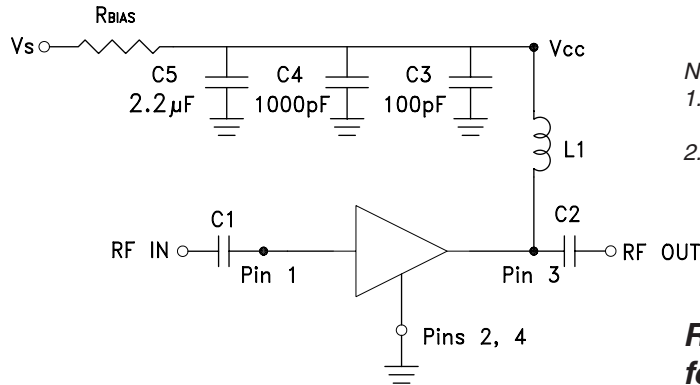 RBIAS
Vs
Vcc
C5
2.2µF
C4
1000pF
C3
100pF
L1
C1
C2
RF IN
Pin 1
Pin 3
RF OUT
Pins 2, 4
1.
2.